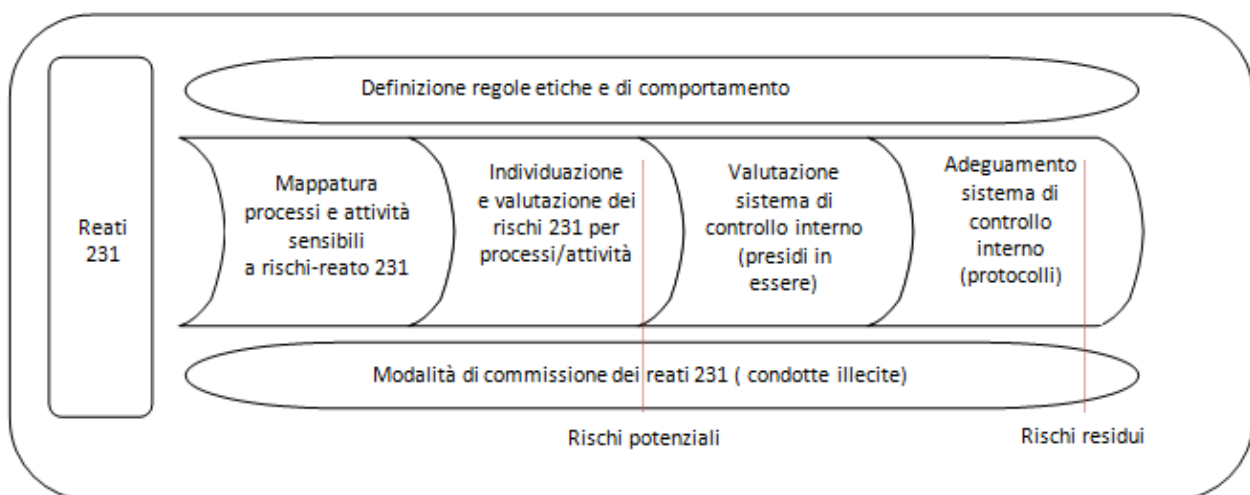 Reati
231
Definizione regole etiche e di comportamento
Mappatura
processi e attività
sensibili
a rischi-reato 231
Individuazione
e valutazione dei
rischi 231 per
processi/attività
Valutazione
sistema di
controllo interno
(presidi in
essere)
Adeguamento
sistema di
controllo
interno
(protocolli)
Modalità di commissione dei reati 231 ( condotte illecite)
Rischi potenziali
Rischi residui